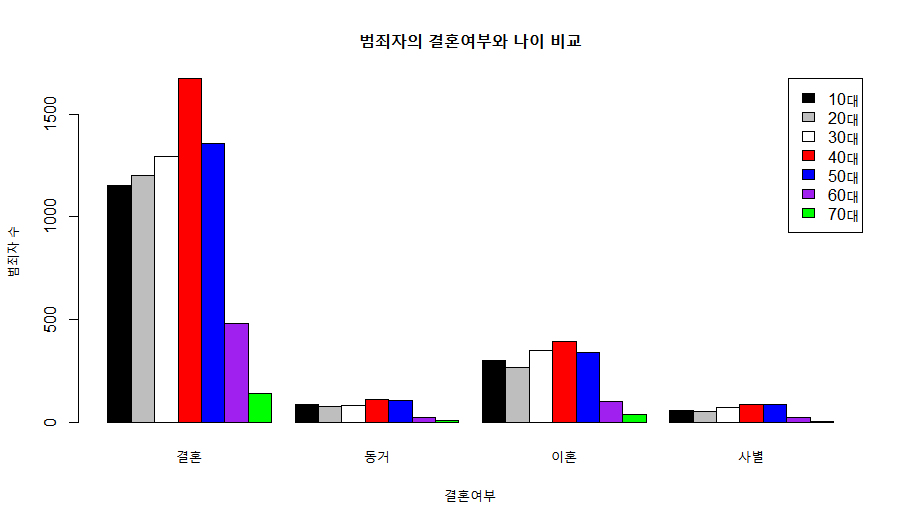 범죄자의 결혼여부와 나이 비교
범죄자 수
1500
1000
500
0
10대
20대
30대
40대
50대
60대
70대
결혼
동거
이혼
사별
결혼여부